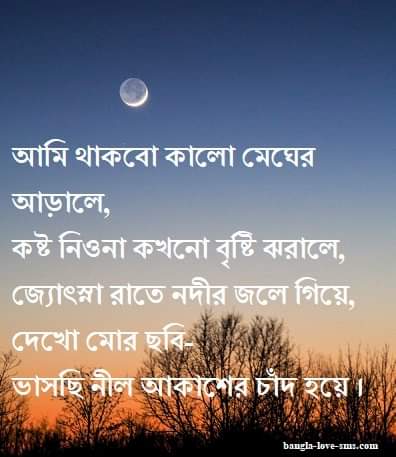 আমি থাকবো কালো মেঘের
আড়ালে,
কষ্ট নিওনা কখনো বৃষ্টি ঝরালে,
জ্যোৎস্না রাতে নদীর জলে গিয়ে,
দেখো মোর ছবি-
ভাসছি নীল আকাশের চাঁদ হয়ে।
bangla-love-sms.com